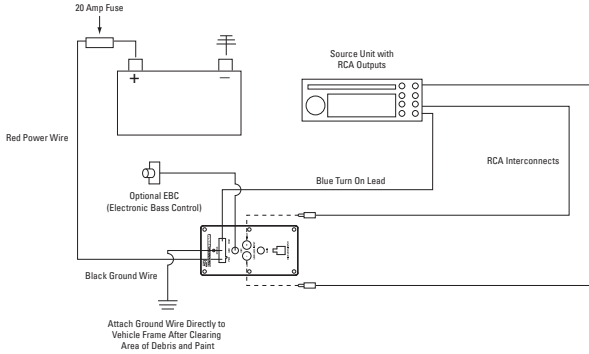 20 Amp Fuse
Source Unit with
RCA Outputs
+
−
Red Power Wire
RCA Interconnects
Blue Turn On Lead
Optional EBC
(Electronic Bass Control)
Black Ground Wire
Attach Ground Wire Directly to
Vehicle Frame After Clearing
Area of Debris and Paint